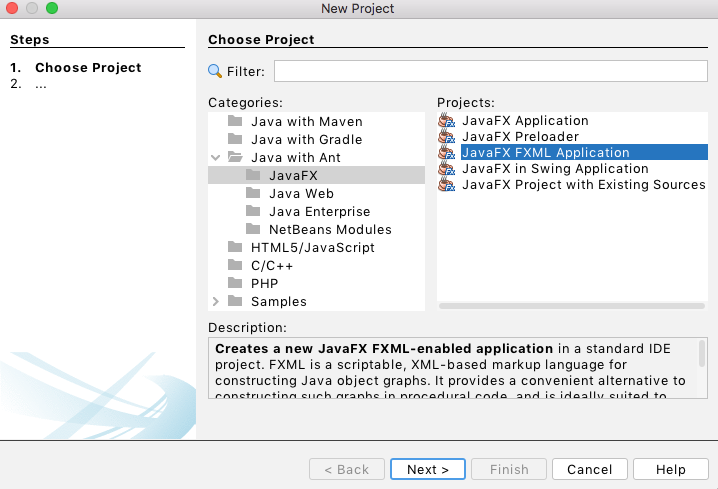 New Project
Steps
1. Choose Project
2. ...
Choose Project
Filter:
Categories:
Java with Maven
Java with Gradle
Java with Ant
JavaFX
Java Web
Java Enterprise
NetBeans Modules
HTML5/JavaScript
C/C++
PHP
Samples
Projects:
JavaFX Application
JavaFX Preloader
JavaFX FXML Application
JavaFX in Swing Application
JavaFX Project with Existing Sources
Description:
Creates a new JavaFX FXML-enabled application in a standard IDE
project. FXML is a scriptable, XML-based markup language for
constructing Java object graphs. It provides a convenient alternative to
constructing such graphs in procedural code, and is ideally suited to
< Back
Next >
Finish
Cancel
Help